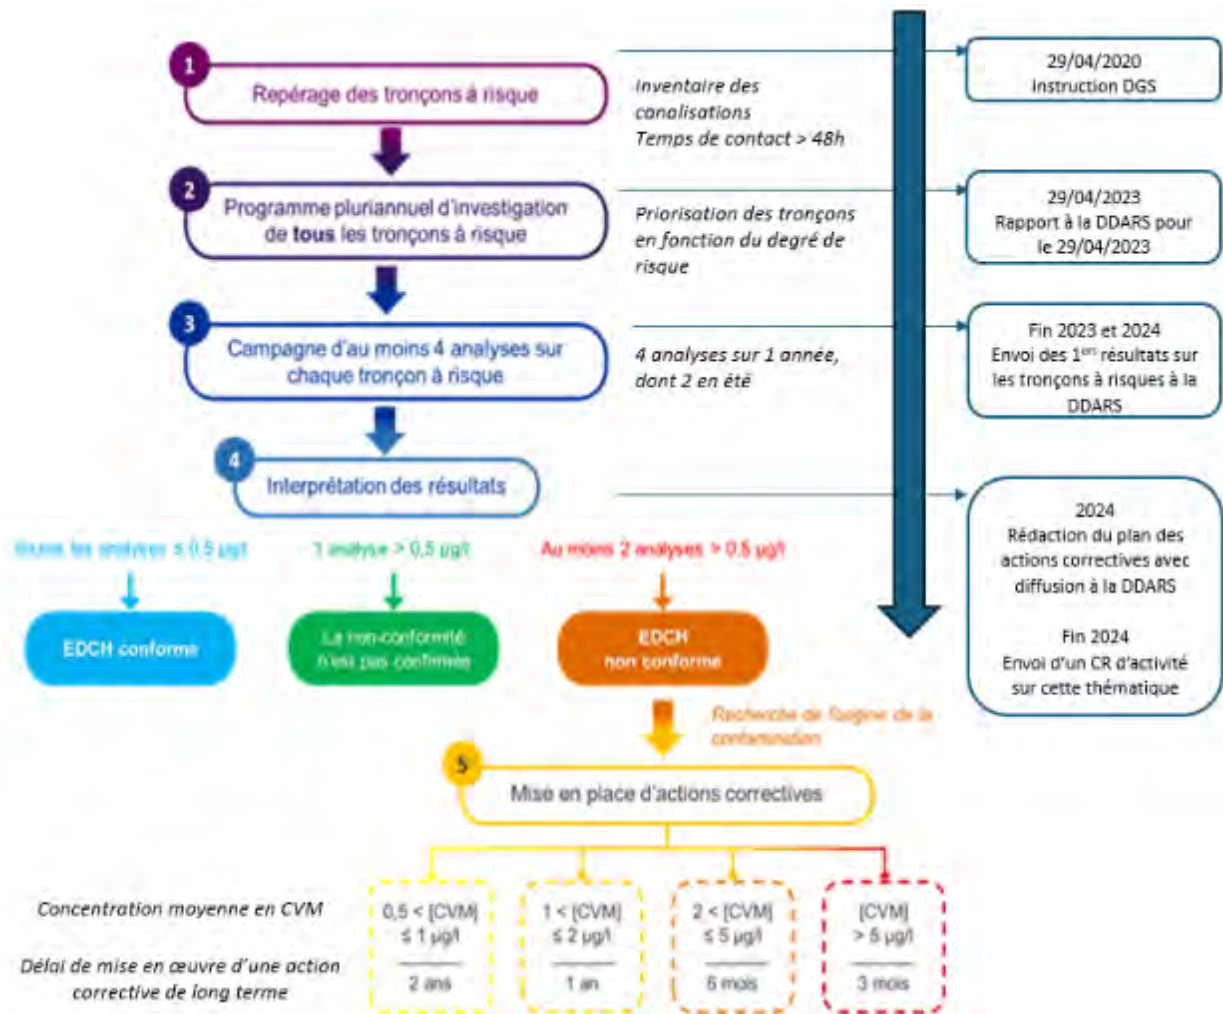 1
Repérage des tronçons à risque
Inventaire des
canalisations
Temps de contact > 48h
29/04/2020
Instruction DGS
2
Programme pluriannuel d'investigation
de tous les tronçons à risque
Priorisation des tronçons
en fonction du degré de
risque
29/04/2023
Rapport à la DDARS pour
le 29/04/2023
3
Campagne d'au moins 4 analyses sur
chaque tronçon à risque
4 analyses sur 1 année,
dont 2 en été
Fin 2023 et 2024
Envoi des 1ers résultats sur
les tronçons à risques à la
DDARS
4
Interprétation des résultats
2024
Rédaction du plan des
actions correctives avec
diffusion à la DDARS
Fin 2024
Envoi d'un CR d'activité
sur cette thématique
les analyses ≤ 0,5 µg/l
1 analyse > 0,5 µg/l
Au moins 2 analyses > 0,5 µg/l
EDCH conforme
La non-conformité
n'est pas confirmée
EDCH
non conforme
Recherche de l'origine de la
contamination
5
Mise en place d'actions correctives
Concentration moyenne en CVM
0,5 < [CVM]
≤ 1 µg/l
1 < [CVM]
≤ 2 µg/l
2 < [CVM]
≤ 5 µg/l
[CVM]
> 5 µg/l
Délai de mise en œuvre d'une action
corrective de long terme
2 ans
1 an
6 mois
3 mois